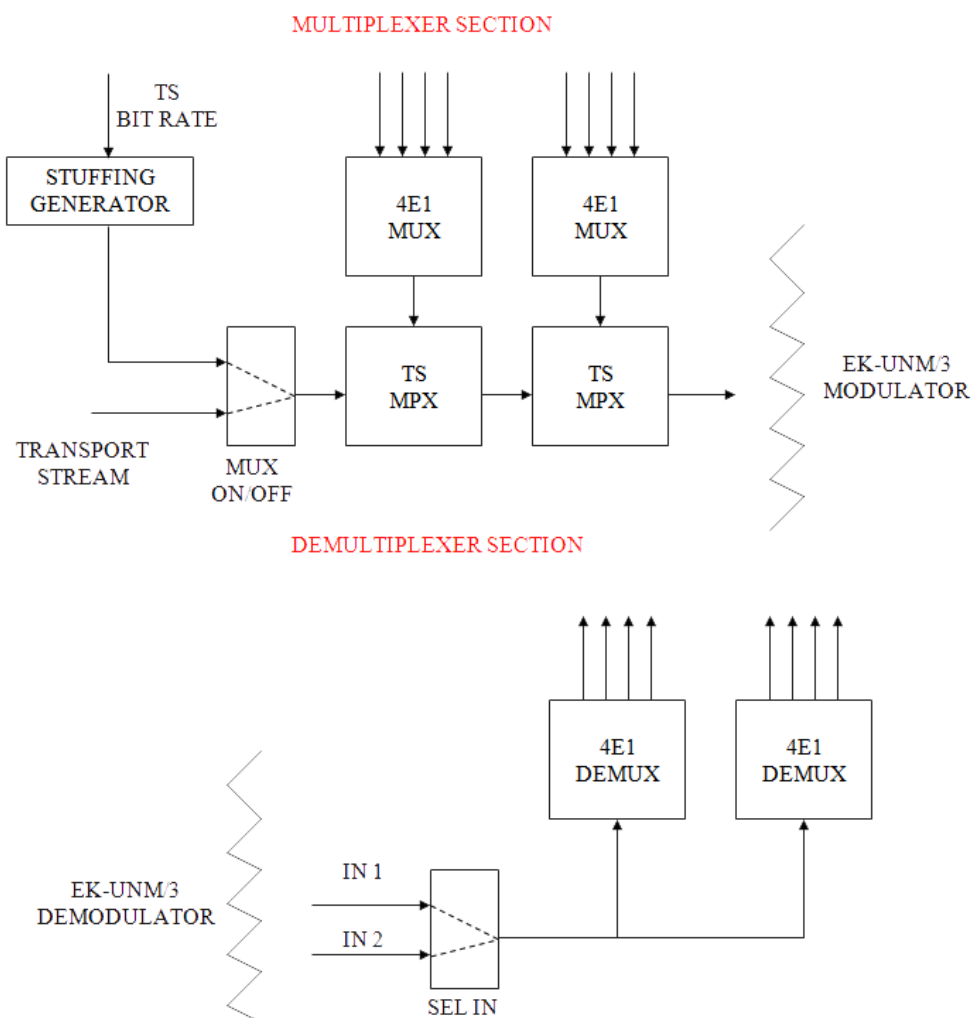 MULTIPLEXER SECTION
TS
BIT RATE
STUFFING
GENERATOR
4E1
MUX
4E1
MUX
TS
MPX
TS
MPX
EK-UNM/3
MODULATOR
TRANSPORT
STREAM
MUX
ON/OFF
DEMULTIPLEXER SECTION
4E1
DEMUX
4E1
DEMUX
EK-UNM/3
DEMODULATOR
IN 1
IN 2
SEL IN